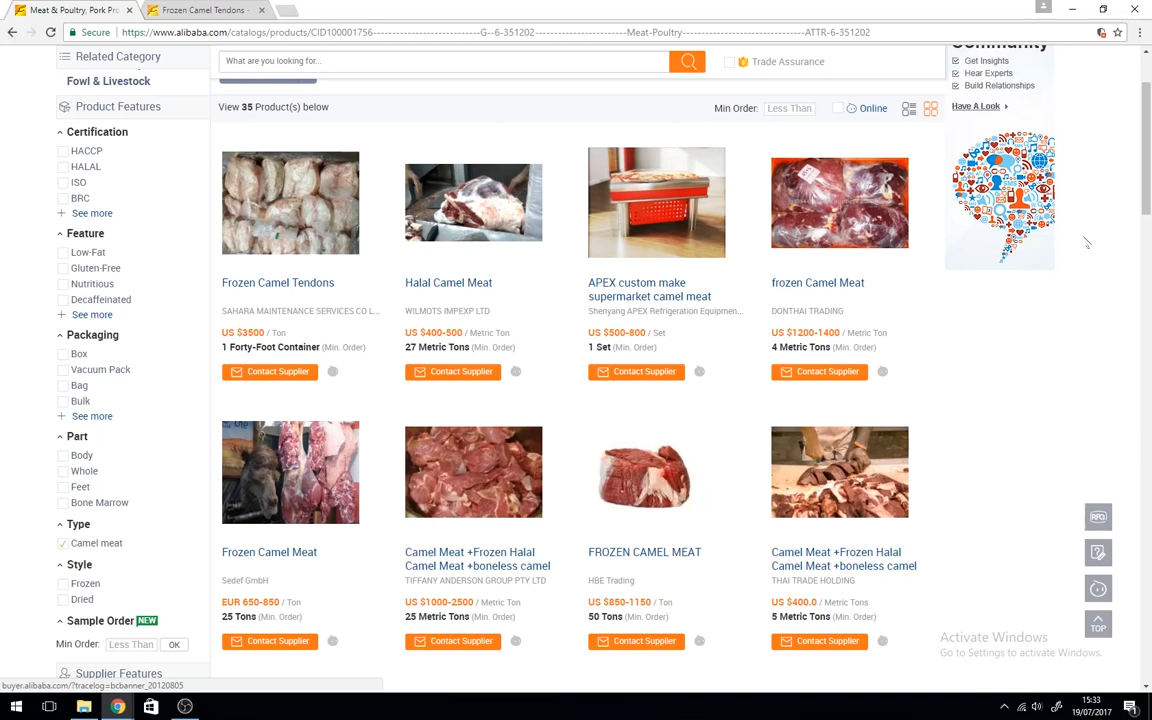 Meat & Poultry, Pork Pro
Frozen Camel Tendons -
Secure
https://www.alibaba.com/catalogs/products/CID100001756--------------------G--6-351202--------------------Meat-Poultry----------------------------ATTR-6-351202
Related Category
Fowl & Livestock
Product Features
Certification
HACCP
HALAL
ISO
BRC
See more
Feature
Low-Fat
Gluten-Free
Nutritious
Decaffeinated
See more
Packaging
Box
Vacuum Pack
Bag
Bulk
See more
Part
Body
Whole
Feet
Bone Marrow
Type
Camel meat
Style
Frozen
Dried
Sample Order NEW
Min Order: Less Than OK
Supplier Features
What are you looking for...
Trade Assurance
View 35 Product(s) below
Min Order: Less Than
Online
Frozen Camel Tendons
SAHARA MAINTENANCE SERVICES CO L...
US $3500 / Ton
1 Forty-Foot Container (Min. Order)
Contact Supplier
Halal Camel Meat
WILMOTS IMPEXP LTD
US $400-500 / Metric Ton
27 Metric Tons (Min. Order)
Contact Supplier
APEX custom make
supermarket camel meat
Shenyang APEX Refrigeration Equipmen...
US $500-800 / Set
1 Set (Min. Order)
Contact Supplier
frozen Camel Meat
DONTHAI TRADING
US $1200-1400 / Metric Ton
4 Metric Tons (Min. Order)
Contact Supplier
Frozen Camel Meat
Sedef GmbH
EUR 650-850 / Ton
25 Tons (Min. Order)
Contact Supplier
Camel Meat +Frozen Halal
Camel Meat +boneless camel
TIFFANY ANDERSON GROUP PTY LTD
US $1000-2500 / Metric Ton
25 Metric Tons (Min. Order)
Contact Supplier
FROZEN CAMEL MEAT
HBE Trading
US $850-1150 / Ton
50 Tons (Min. Order)
Contact Supplier
Camel Meat +Frozen Halal
Camel Meat +boneless camel
THAI TRADE HOLDING
US $400.0 / Metric Tons
5 Metric Tons (Min. Order)
Contact Supplier
Community
Get Insights
Hear Experts
Build Relationships
Have A Look
RFQ
TOP
Activate Windows
Go to Settings to activate Windows.
buyer.alibaba.com/?tracelog=bcbanner_20120805
15:33
19/07/2017